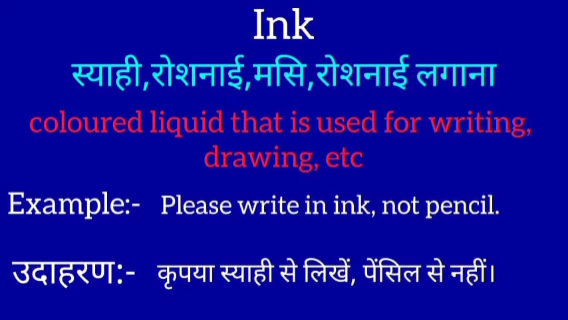 Ink
स्याही,रोशनाई,मसि,रोशनाई लगाना
coloured liquid that is used for writing,
drawing, etc
Example:- Please write in ink, not pencil.
उदाहरण:- कृपया स्याही से लिखें, पेंसिल से नहीं।